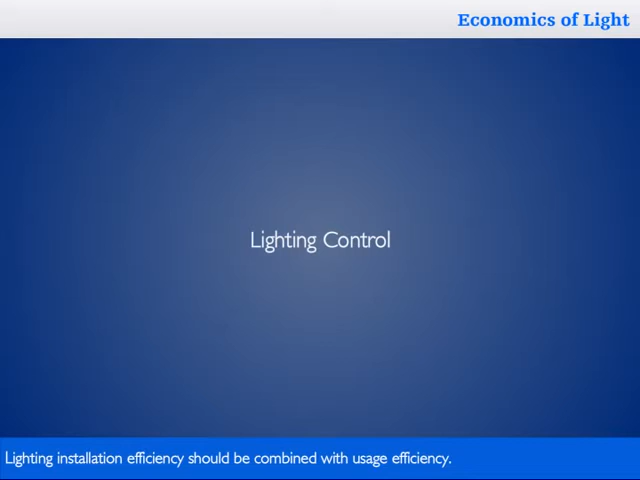 Economics of Light
Lighting Control
Lighting installation efficiency should be combined with usage efficiency.